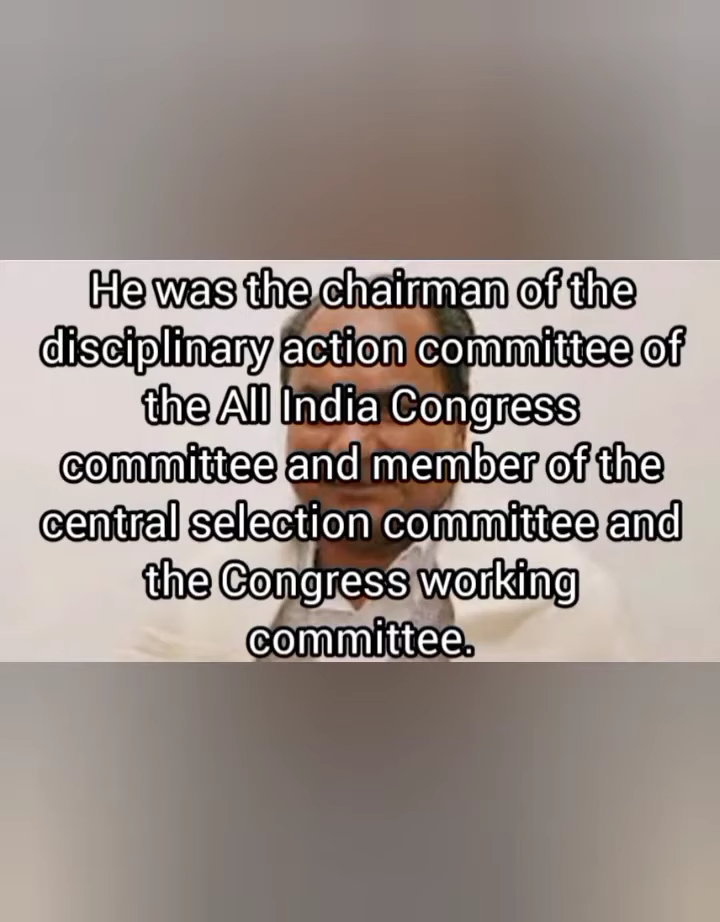 He was the chairman of the
disciplinary action committee of
the All India Congress
committee and member of the
central selection committee and
the Congress working
committee.